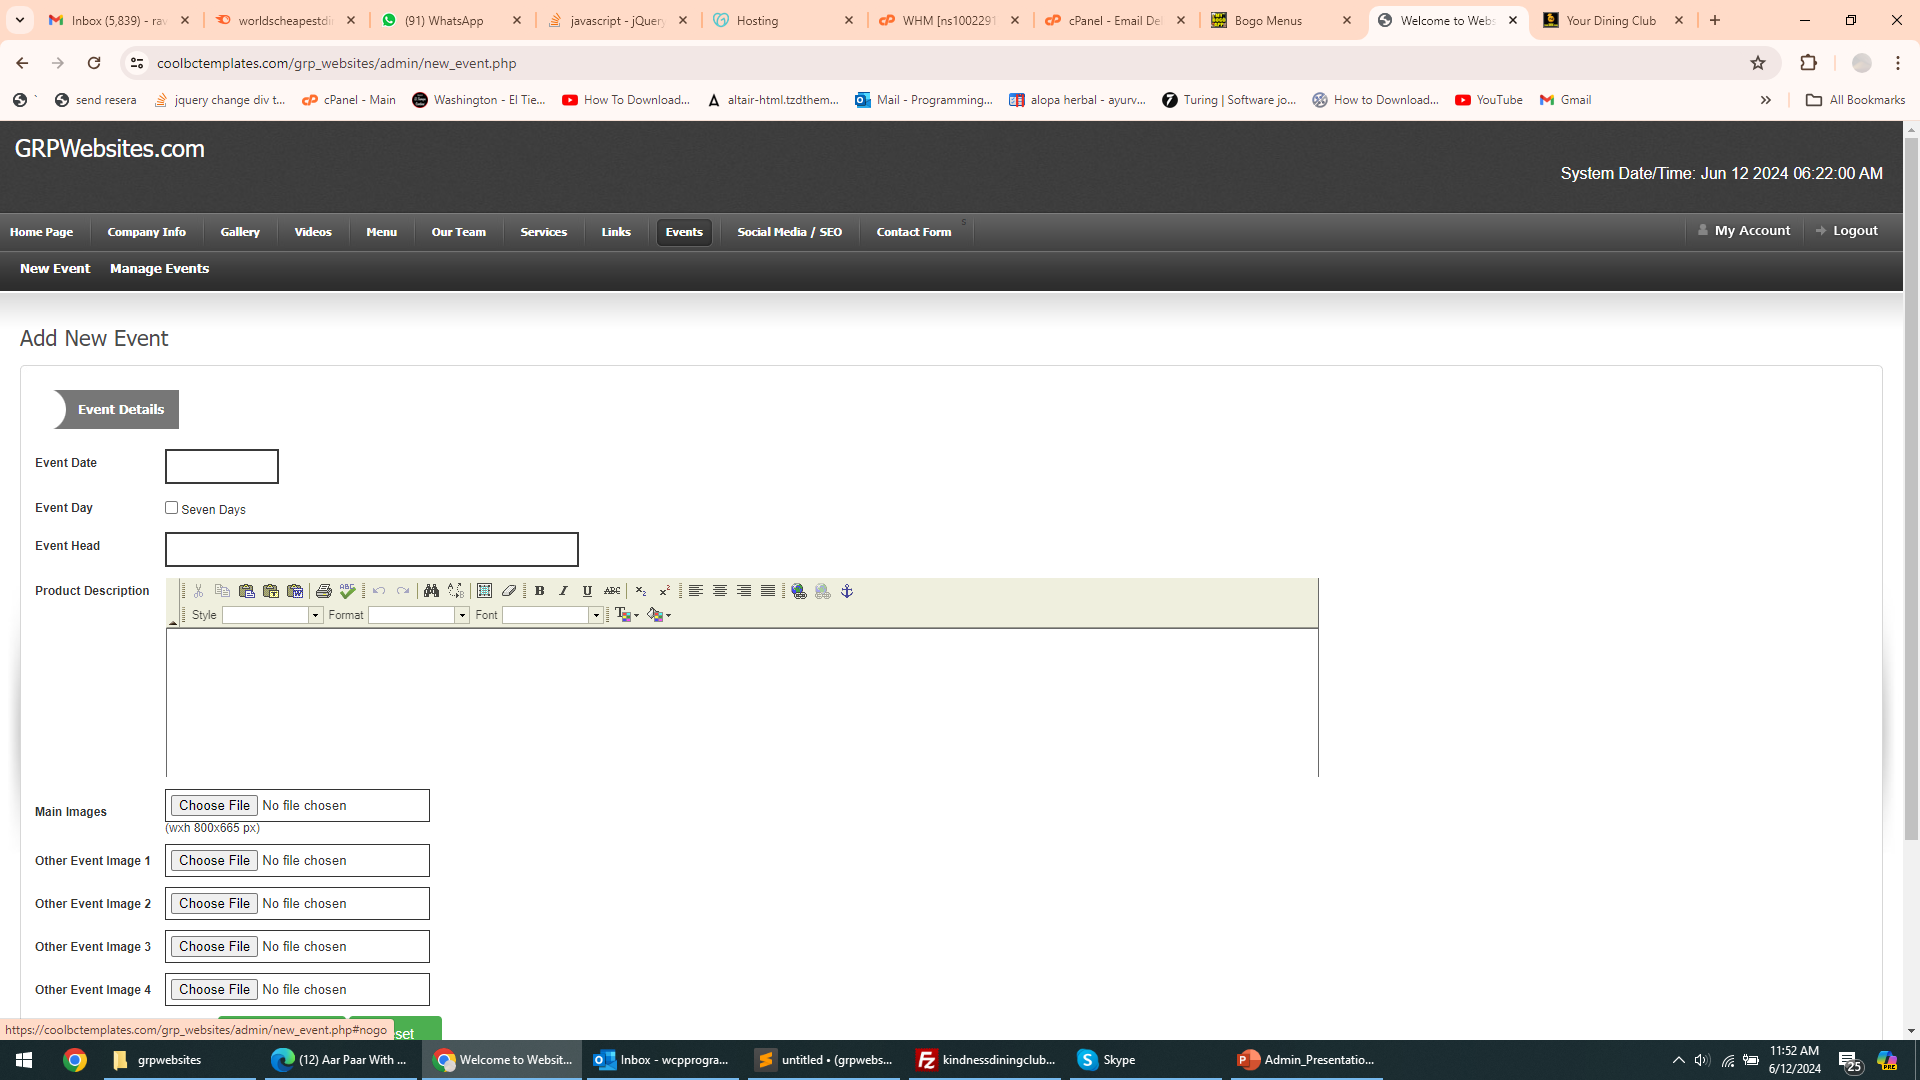 Inbox (5,839) - rav
worldscheapestdi
(91) WhatsApp
javascript - jQuery
Hosting
WHM [ns1002291
cPanel - Email Del
Bogo Menus
Welcome to Webs
Your Dining Club
coolbctemplates.com/grp_websites/admin/new_event.php
send resera
jquery change div t...
cPanel - Main
Washington - El Tie...
How To Download...
altair-html.tzdthem...
Mail - Programming...
alopa herbal - ayurv...
Turing | Software jo...
How to Download...
YouTube
Gmail
All Bookmarks
GRPWebsites.com
System Date/Time: Jun 12 2024 06:22:00 AM
Home Page
Company Info
Gallery
Videos
Menu
Our Team
Services
Links
Events
Social Media / SEO
Contact Form
s
My Account
Logout
New Event
Manage Events
Add New Event
Event Details
Event Date
Event Day
Seven Days
Event Head
Product Description
Style
Format
Font
Main Images
Choose File No file chosen
(wxh 800x665 px)
Other Event Image 1
Choose File No file chosen
Other Event Image 2
Choose File No file chosen
Other Event Image 3
Choose File No file chosen
Other Event Image 4
Choose File No file chosen
https://coolbctemplates.com/grp_websites/admin/new_event.php#nogo
eset
grpwebsites
(12) Aar Paar With ...
Welcome to Websit...
Inbox - wcpprogra...
untitled • (grpwebs...
kindnessdiningclub...
Skype
Admin_Presentatio...
11:52 AM
6/12/2024
25